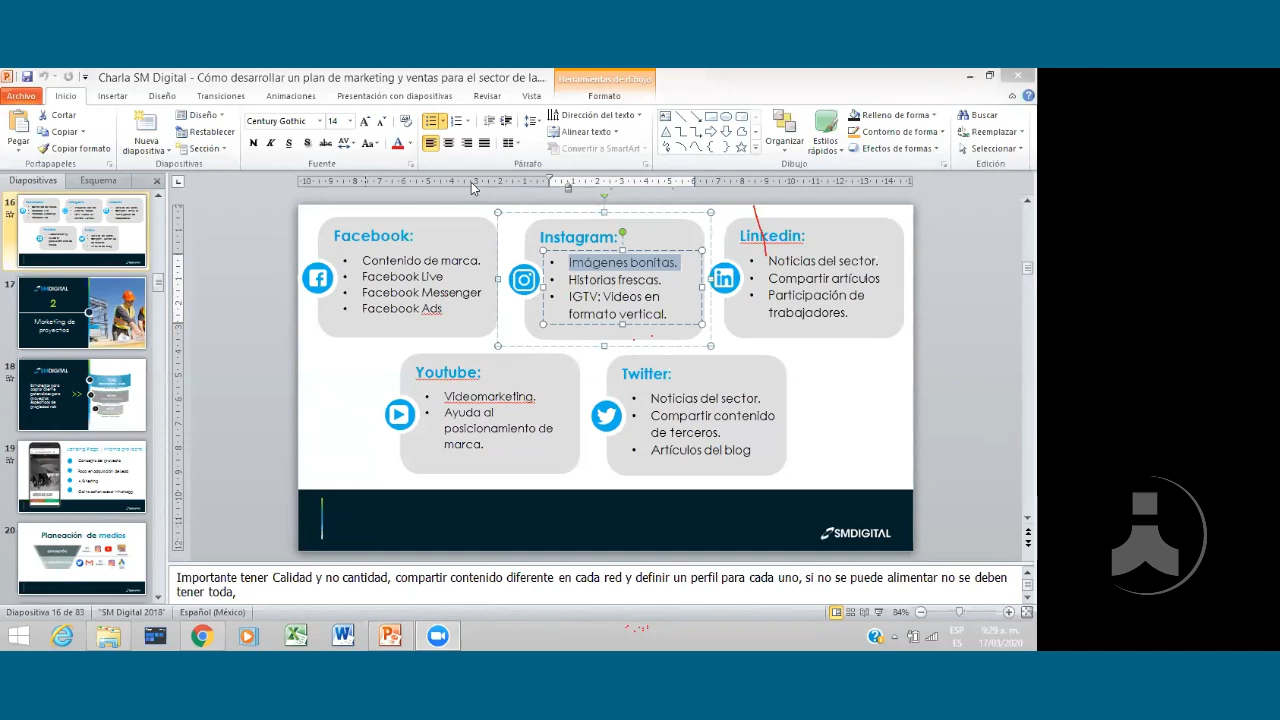 Charla SM Digital - Cómo desarrollar un plan de marketing y ventas para el sector de la...
Herramientas de dibujo
Archivo
Inicio
Insertar
Diseño
Transiciones
Animaciones
Presentación con diapositivas
Revisar
Vista
Formato
Pegar
Cortar
Copiar
Copiar formato
Portapapeles
Nueva
diapositiva
Diseño
Restablecer
Sección
Diapositivas
Century Gothic
14
Fuente
Dirección del texto
Alinear texto
Convertir a SmartArt
Párrafo
Organizar
Estilos
rápidos
Relleno de forma
Contorno de forma
Efectos de formas
Dibujo
Buscar
Reemplazar
Seleccionar
Edición
Diapositivas
Esquema
16
17
2
Marketing de
proyectos
18
19
20
Planeación de medios
Facebook:
• Contenido de marca.
• Facebook Live
• Facebook Messenger
• Facebook Ads
Instagram:
• Imágenes bonitas.
• Historias frescas.
• IGTV: Videos en
formato vertical.
Linkedin:
• Noticias del sector.
• Compartir artículos
• Participación de
trabajadores.
Youtube:
• Videomarketing.
• Ayuda al
posicionamiento de
marca.
Twitter:
• Noticias del sector.
• Compartir contenido
de terceros.
• Artículos del blog
SMDIGITAL
Importante tener Calidad y no cantidad, compartir contenido diferente en cada red y definir un perfil para cada uno, si no se puede alimentar no se deben
tener toda,
Diapositiva 16 de 83
"SM Digital 2018"
Español (México)
84%
ESP
ES
9:29 a. m.
17/03/2020